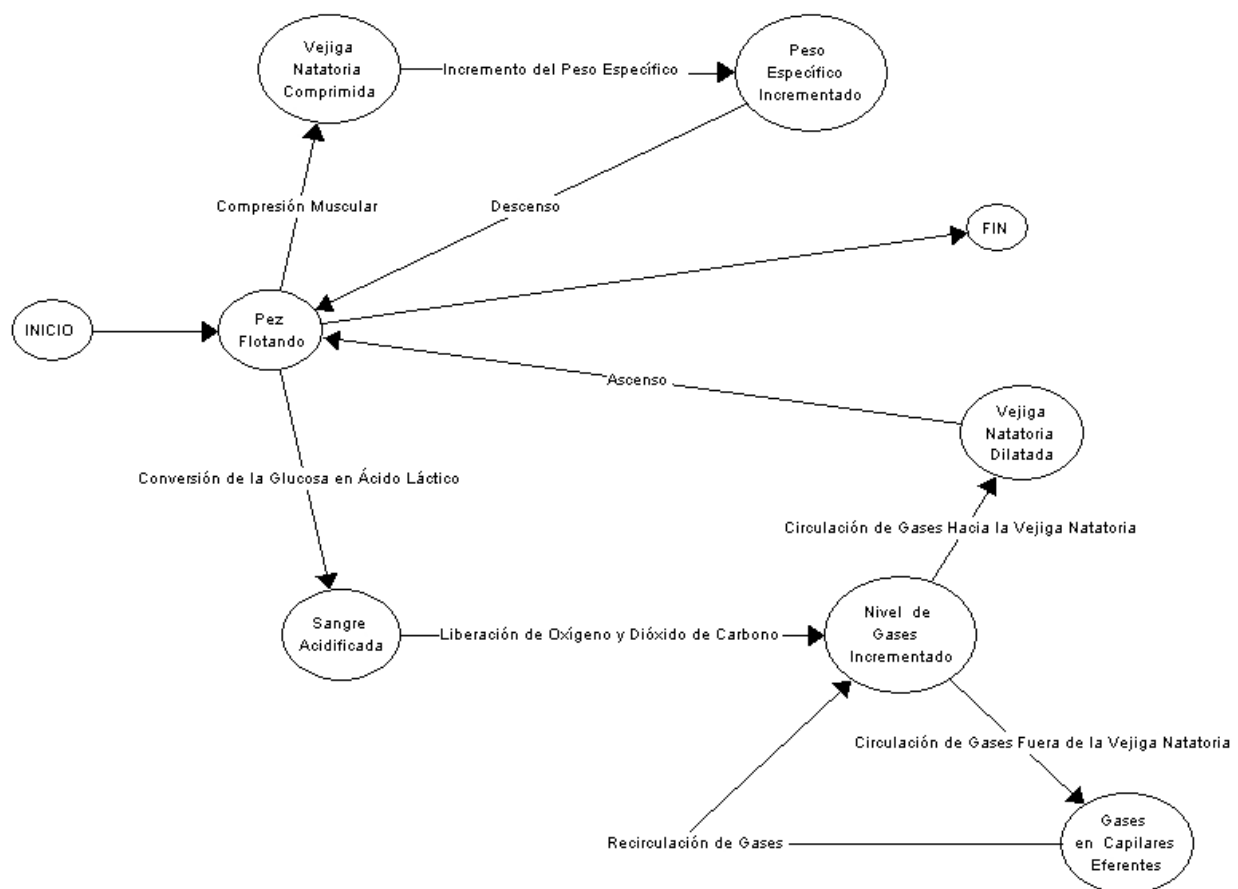 Vejiga
Natatoria
Comprimida
Incremento del Peso Específico
Peso
Específico
Incrementado
Compresión Muscular
Descenso
FIN
INICIO
Pez
Flotando
Ascenso
Vejiga
Natatoria
Dilatada
Conversión de la Glucosa en Ácido Láctico
Circulación de Gases Hacia la Vejiga Natatoria
Sangre
Acidificada
Liberación de Oxígeno y Dióxido de Carbono
Nivel de
Gases
Incrementado
Circulación de Gases Fuera de la Vejiga Natatoria
Recirculación de Gases
Gases
en Capilares
Eferentes